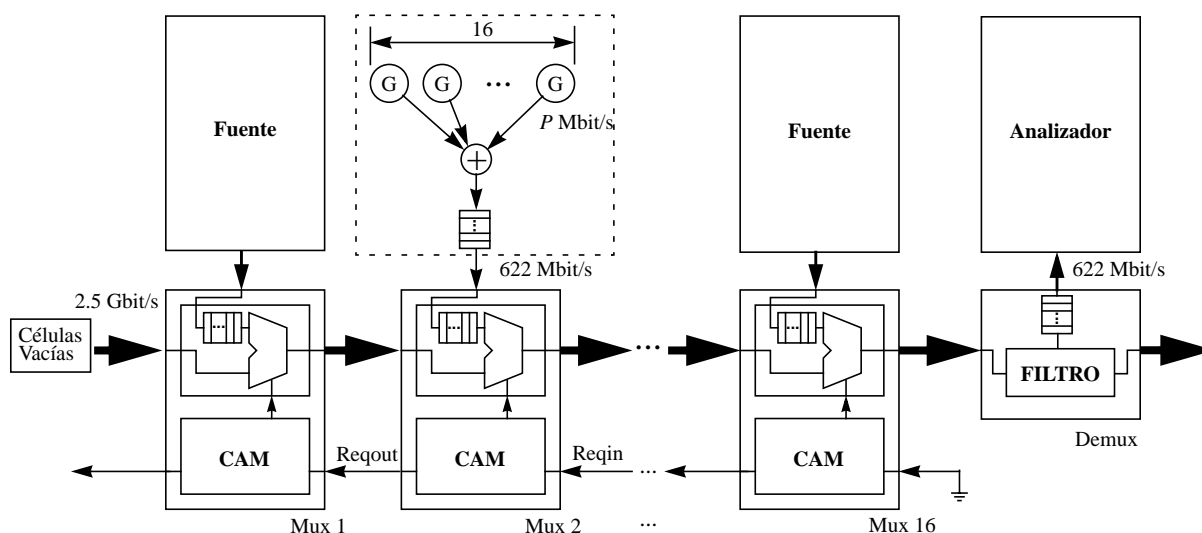 16
G G ... G
P Mbit/s
Fuente
Fuente
Analizador
+
622 Mbit/s
622 Mbit/s
2.5 Gbit/s
Células
Vacías
...
FILTRO
Demux
CAM
Reqout
CAM
Reqin
...
CAM
Mux 1
Mux 2
...
Mux 16